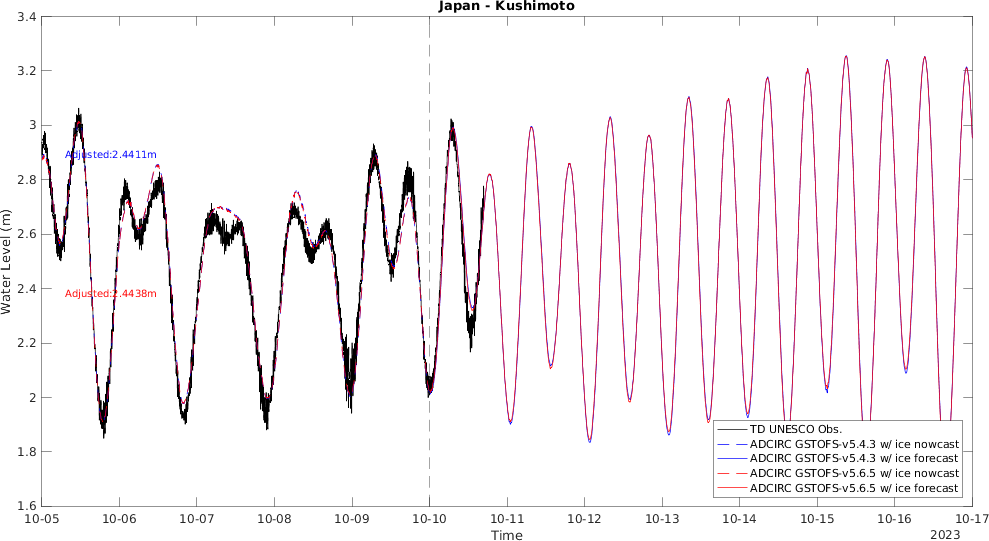 Japan - Kushimoto
Water Level (m)
3.4
3.2
3
2.8
2.6
2.4
2.2
2
1.8
1.6
Adjusted:2.4411m
Adjusted:2.4438m
TD UNESCO Obs.
ADCIRC GSTOFS-v5.4.3 w/ ice nowcast
ADCIRC GSTOFS-v5.4.3 w/ ice forecast
ADCIRC GSTOFS-v5.6.5 w/ ice nowcast
ADCIRC GSTOFS-v5.6.5 w/ ice forecast
10-05 10-06 10-07 10-08 10-09 10-10 10-11 10-12 10-13 10-14 10-15 10-16 10-17
Time
2023